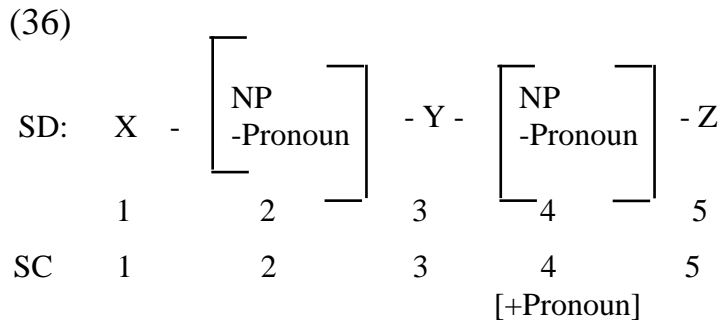 (36)
NP NP
SD: X - -Pronoun - Y - -Pronoun - Z
1 2 3 4 5
SC 1 2 3 4 5
[+Pronoun]